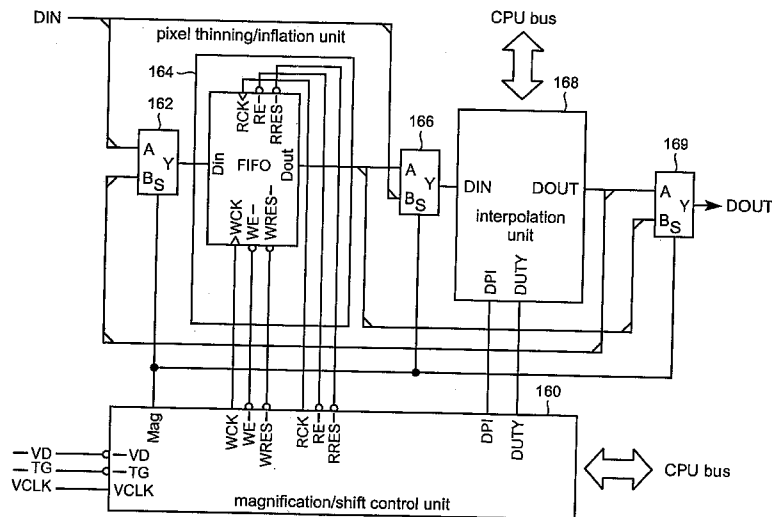 DIN
pixel thinning/inflation unit
CPU bus
164
162
168
166
169
RCK
RE
RRES
A
B
S
Y
Din
FIFO
Dout
WCK
WE
WRES
A
B
S
Y
DIN
DOUT
interpolation
unit
DPI
DUTY
A
B
S
Y
DOUT
160
Mag
WCK
WE
WRES
RCK
RE
RRES
DPI
DUTY
VD
VD
TG
TG
VCLK
VCLK
magnification/shift control unit
CPU bus